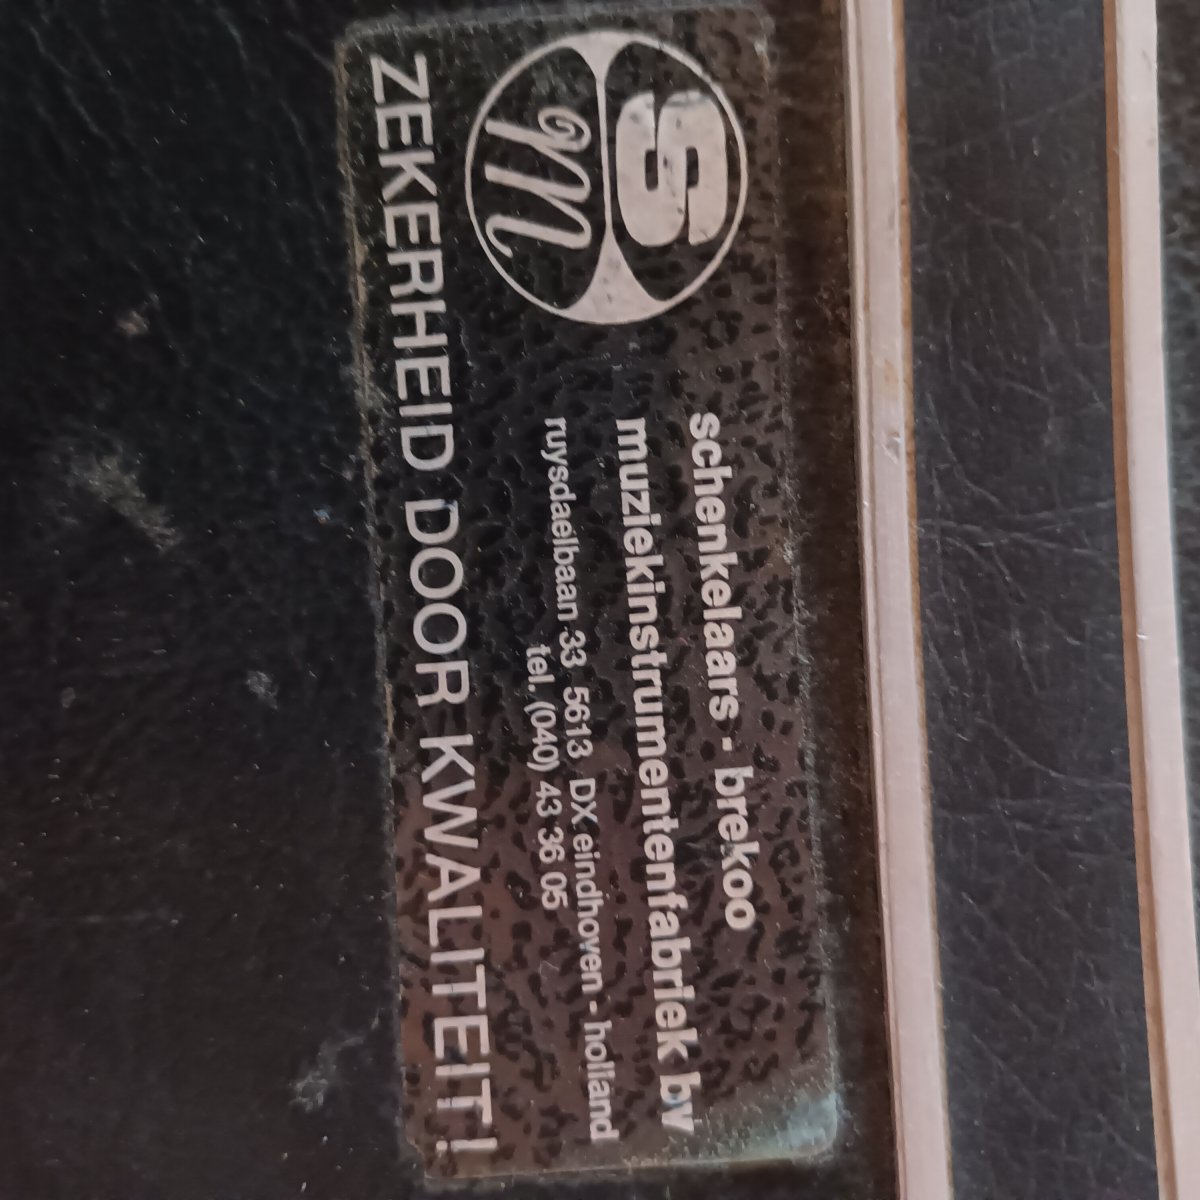 S
m
schenkelaars - brekoo
muziekinstrumentenfabriek bv
ruysdaelbaan 33 5613 DX eindhoven - holland
tel. (040) 43 36 05
ZEKERHEID DOOR KWALITEIT!